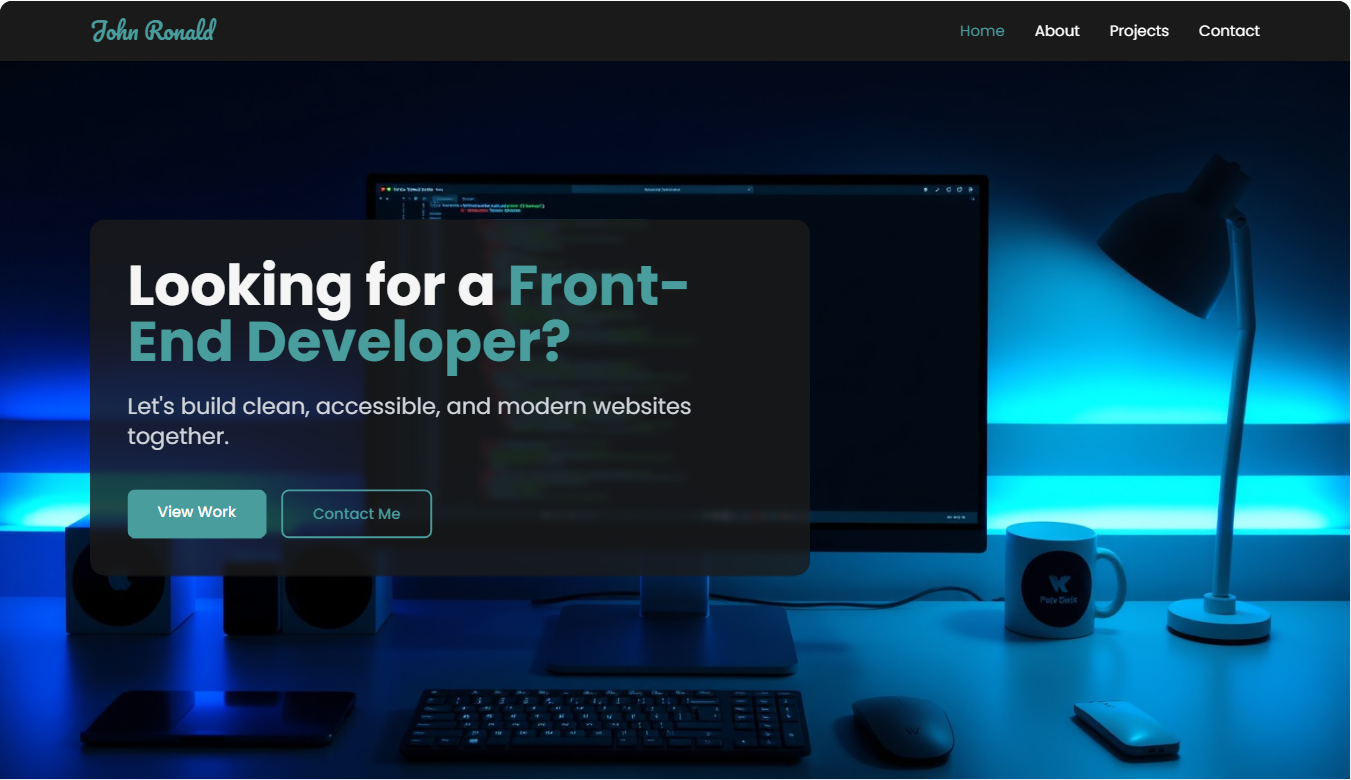 John Ronald
Home About Projects Contact
Looking for a Front-
End Developer?
Let's build clean, accessible, and modern websites
together.
View Work Contact Me